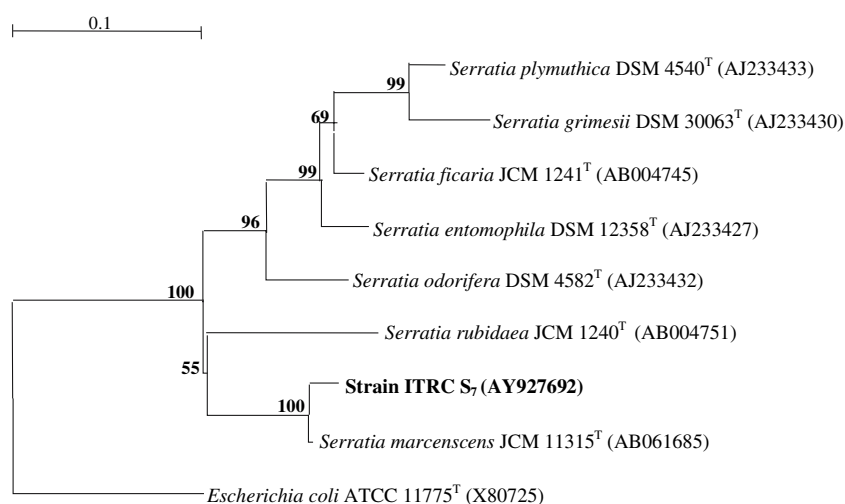 0.1
Serratia plymuthica DSM 4540ᵀ (AJ233433)
99
Serratia grimesii DSM 30063ᵀ (AJ233430)
69
Serratia ficaria JCM 1241ᵀ (AB004745)
99
Serratia entomophila DSM 12358ᵀ (AJ233427)
96
Serratia odorifera DSM 4582ᵀ (AJ233432)
100
Serratia rubidaea JCM 1240ᵀ (AB004751)
55
Strain ITRC S₇ (AY927692)
100
Serratia marcenscens JCM 11315ᵀ (AB061685)
Escherichia coli ATCC 11775ᵀ (X80725)